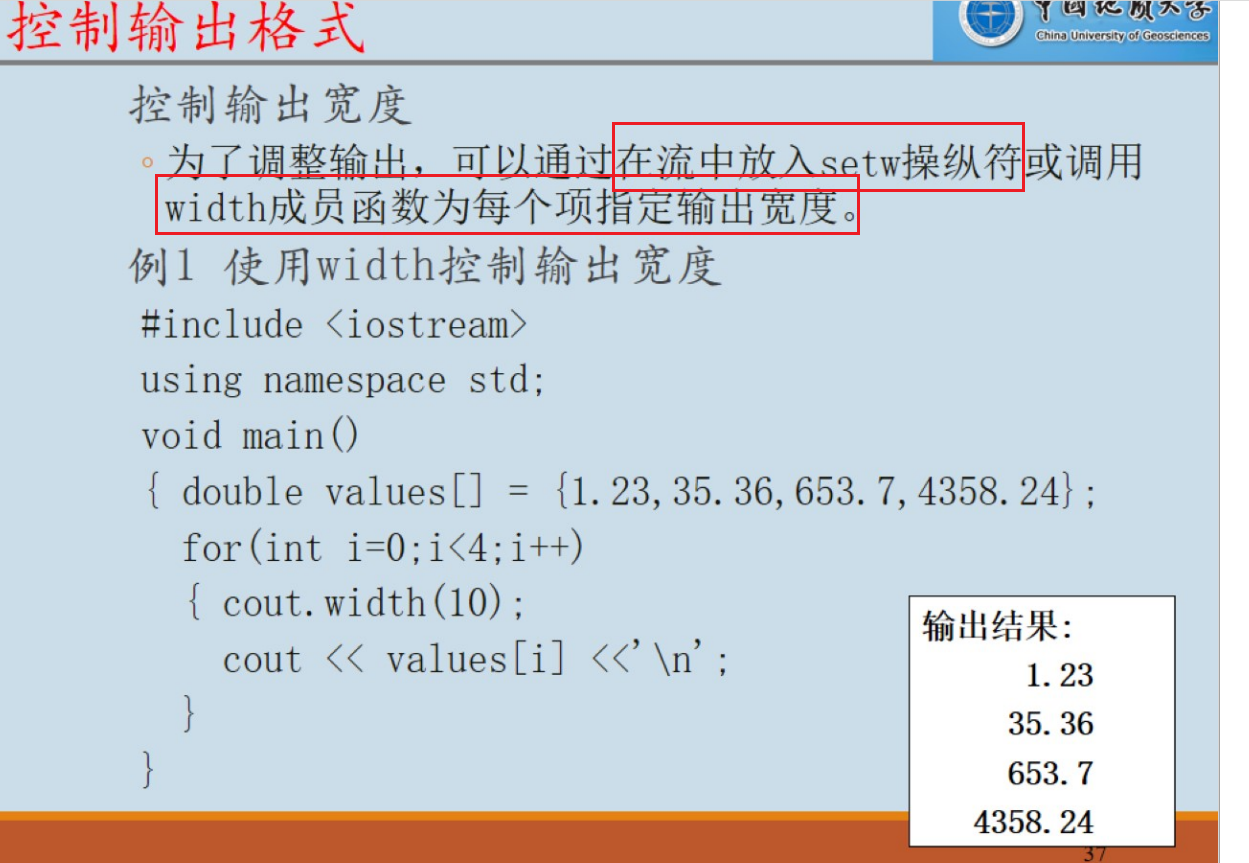 控制输出格式
中国地质大学
China University of Geosciences
控制输出宽度
◦ 为了调整输出，可以通过在流中放入setw操纵符或调用
width成员函数为每个项指定输出宽度。
例1 使用width控制输出宽度
#include <iostream>
using namespace std;
void main()
{ double values[] = {1.23,35.36,653.7,4358.24};
for(int i=0;i<4;i++)
{ cout.width(10);
cout << values[i] <<'\n';
}
}
输出结果:
1.23
35.36
653.7
4358.24
37